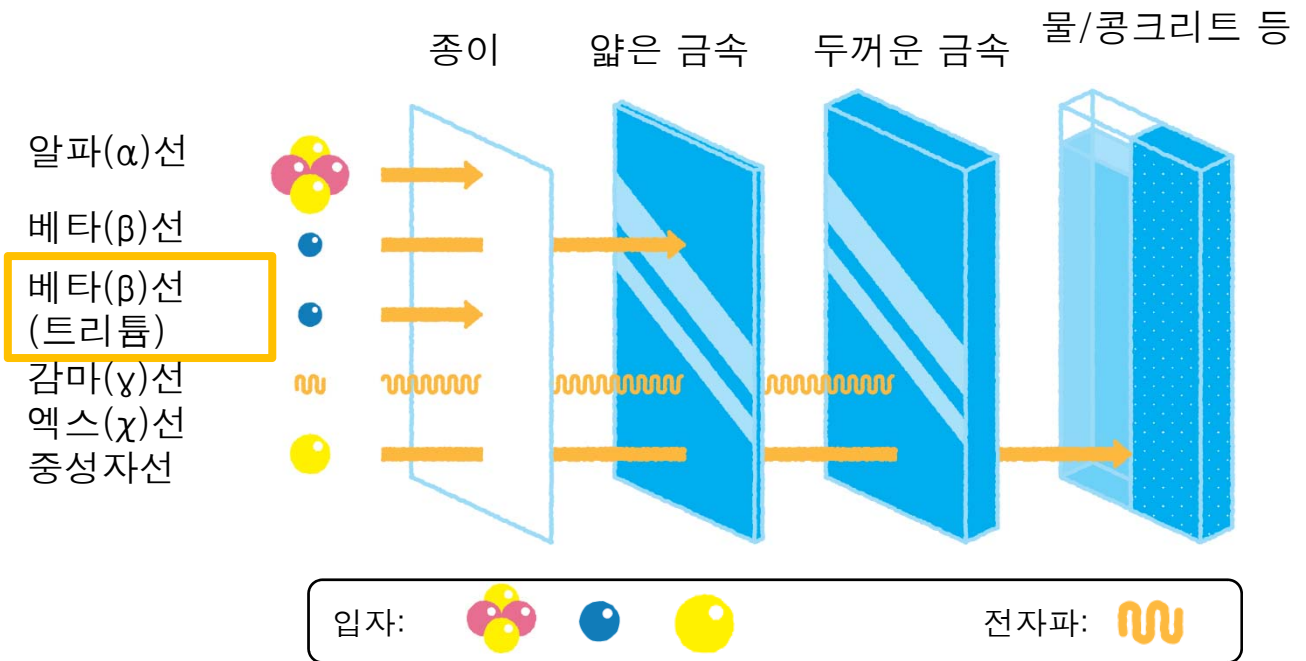 종이
얇은 금속
두꺼운 금속
물/콩크리트 등
알파(α)선
베타(β)선
베타(β)선
(트리튬)
감마(γ)선
엑스(χ)선
중성자선
입자:
전자파: